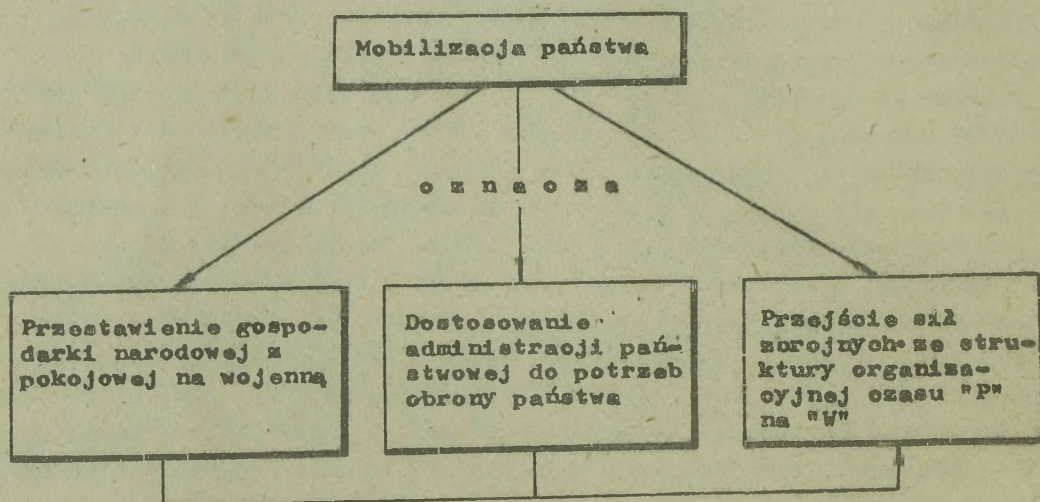 Mobilizacja państwa
o z n a c z a
Przestawienie gospo-
darki narodowej z
pokojowej na wojenną
Dostosowanie
administracji pań-
stwowej do potrzeb
obrony państwa
Przejście sił
zbrojnych ze stru-
ktury organiza-
cyjnej czasu "P"
na "W"